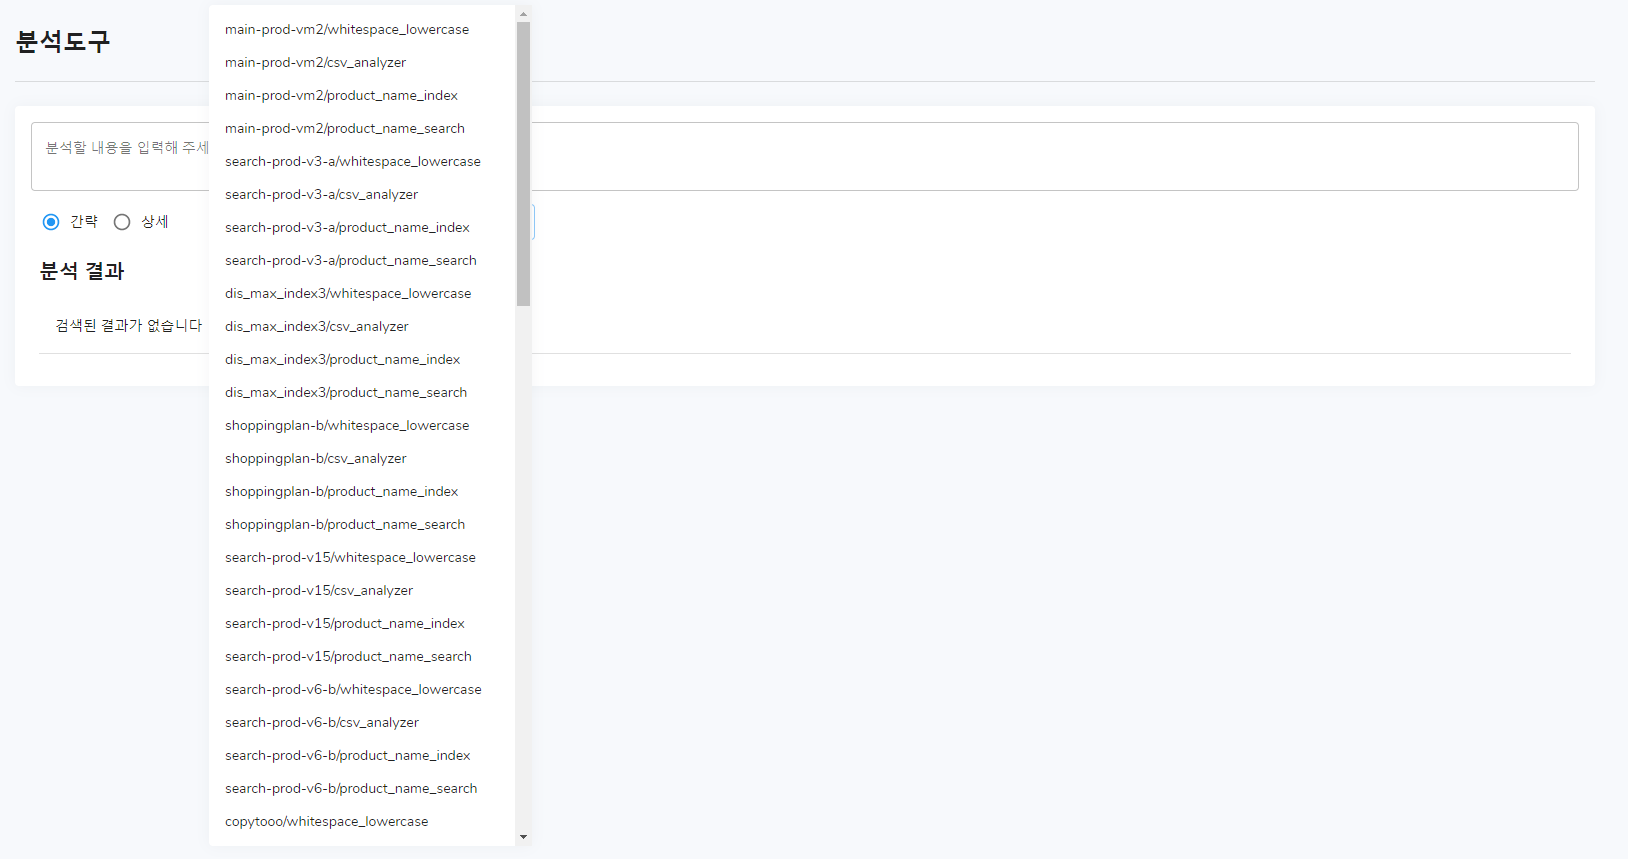 분석도구
분석할 내용을 입력해 주세
간략
상세
분석 결과
검색된 결과가 없습니다
main-prod-vm2/whitespace_lowercase
main-prod-vm2/csv_analyzer
main-prod-vm2/product_name_index
main-prod-vm2/product_name_search
search-prod-v3-a/whitespace_lowercase
search-prod-v3-a/csv_analyzer
search-prod-v3-a/product_name_index
search-prod-v3-a/product_name_search
dis_max_index3/whitespace_lowercase
dis_max_index3/csv_analyzer
dis_max_index3/product_name_index
dis_max_index3/product_name_search
shoppingplan-b/whitespace_lowercase
shoppingplan-b/csv_analyzer
shoppingplan-b/product_name_index
shoppingplan-b/product_name_search
search-prod-v15/whitespace_lowercase
search-prod-v15/csv_analyzer
search-prod-v15/product_name_index
search-prod-v15/product_name_search
search-prod-v6-b/whitespace_lowercase
search-prod-v6-b/csv_analyzer
search-prod-v6-b/product_name_index
search-prod-v6-b/product_name_search
copytooo/whitespace_lowercase